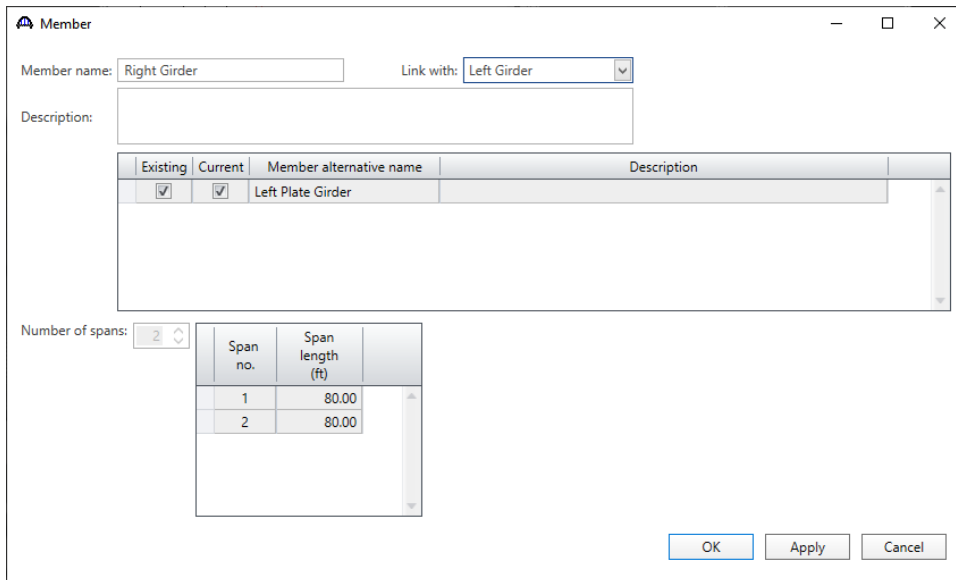 Member
Member name: Right Girder Link with: Left Girder
Description:
Existing Current Member alternative name Description
Left Plate Girder
Number of spans: 2
Span no. Span length (ft)
1 80.00
2 80.00
OK Apply Cancel